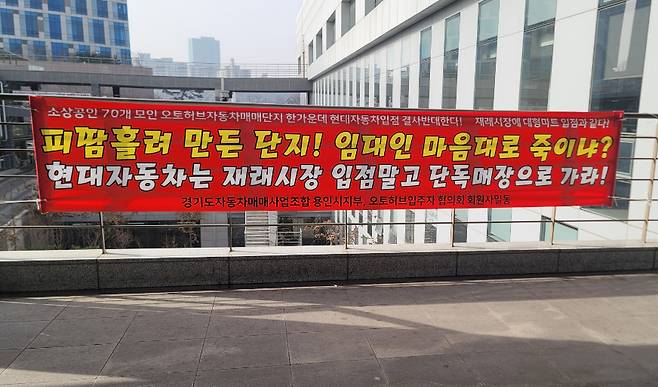 소상공인 70개 모인 오토허브자동차매매단지 한가운데 현대자동차입점 결사반대한다! 재래시장에 대형마트 입점과 같다!
피땀흘려 만든 단지! 임대인 마음대로 죽이냐?
현대자동차는 재래시장 입점말고 단독매장으로 가라!
경기도자동차매매사업조합 용인시지부, 오토허브입주자 협의회 회원사일동